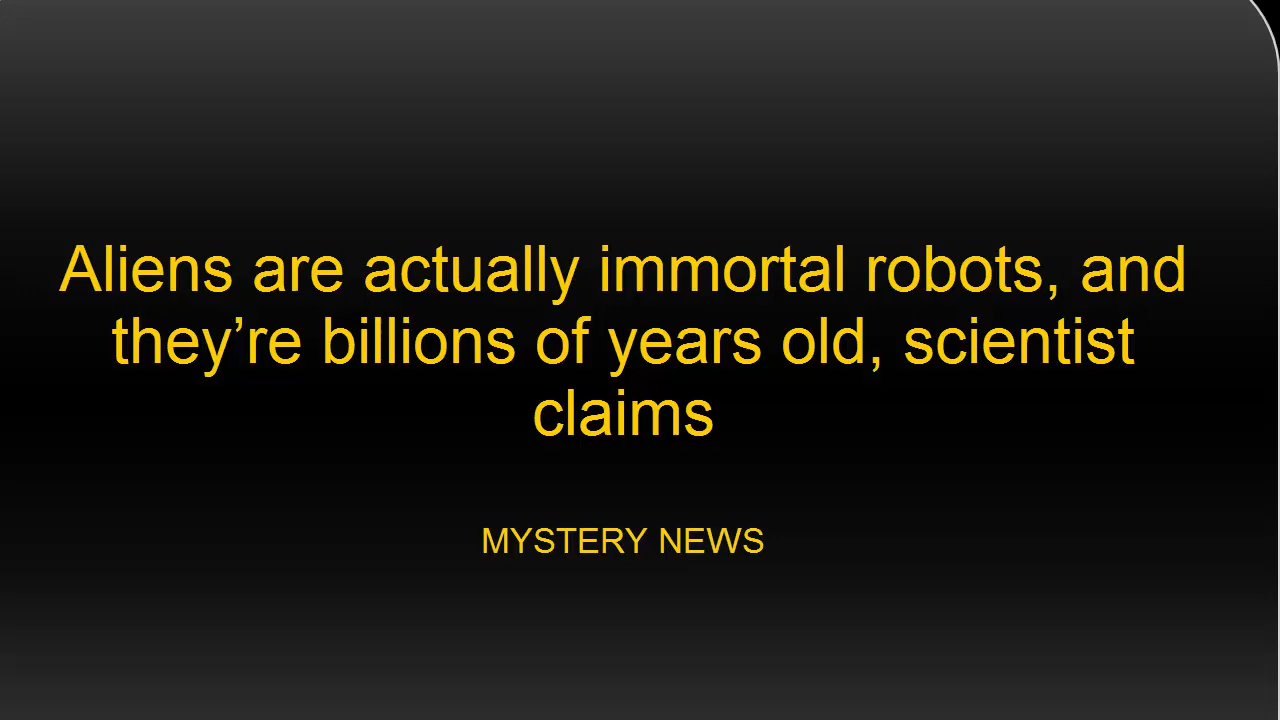 Aliens are actually immortal robots, and
they’re billions of years old, scientist
claims
MYSTERY NEWS